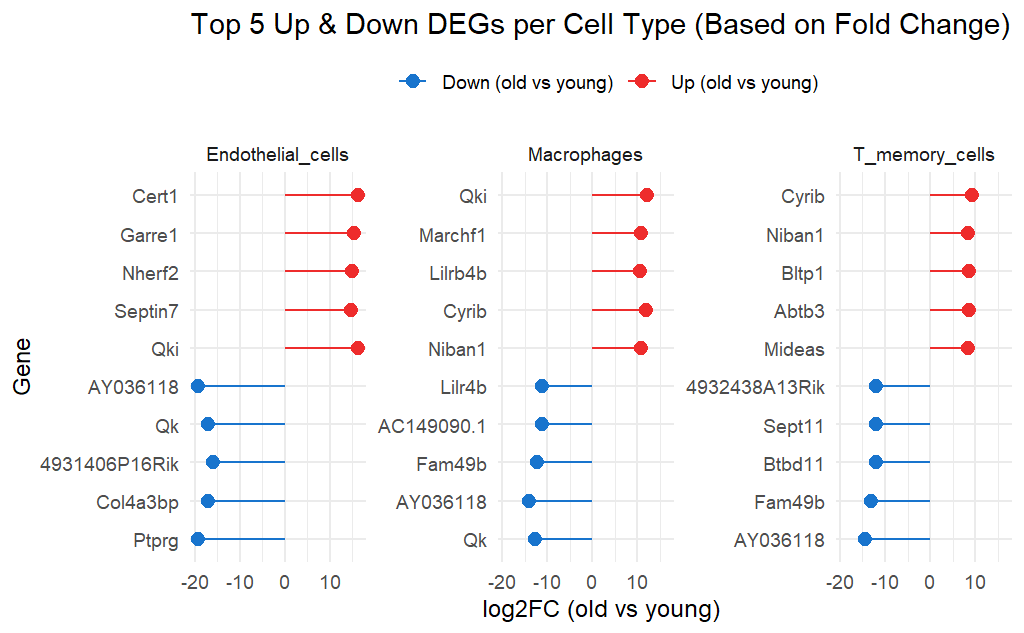 Top 5 Up & Down DEGs per Cell Type (Based on Fold Change)
Down (old vs young) Up (old vs young)
Endothelial_cells Macrophages T_memory_cells
Cert1 Qki Cyrib
Garre1 Marchf1 Niban1
Nherf2 Lilrb4b Bltp1
Septin7 Cyrib Abtb3
Qki Niban1 Mideas
AY036118 Lilr4b 4932438A13Rik
Qk AC149090.1 Sept11
4931406P16Rik Fam49b Btbd11
Col4a3bp AY036118 Fam49b
Ptprg Qk AY036118
Gene
-20 -10 0 10 -20 -10 0 10 -20 -10 0 10
log2FC (old vs young)